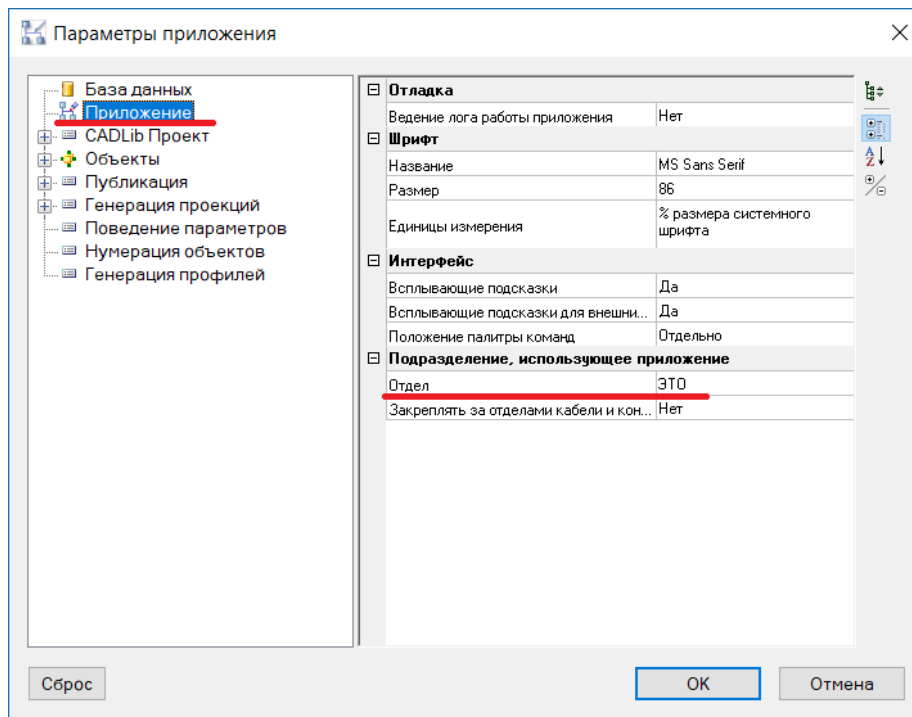 Параметры приложения
База данных
Приложение
CADLib Проект
Объекты
Публикация
Генерация проекций
Поведение параметров
Нумерация объектов
Генерация профилей
Отладка
Ведение лога работы приложения Нет
Шрифт
Название MS Sans Serif
Размер 86
Единицы измерения % размера системного
шрифта
Интерфейс
Всплывающие подсказки Да
Всплывающие подсказки для внешни... Да
Положение палитры команд Отдельно
Подразделение, использующее приложение
Отдел ЭТО
Закреплять за отделами кабели и кон... Нет
A
Z
Сброс
OK
Отмена